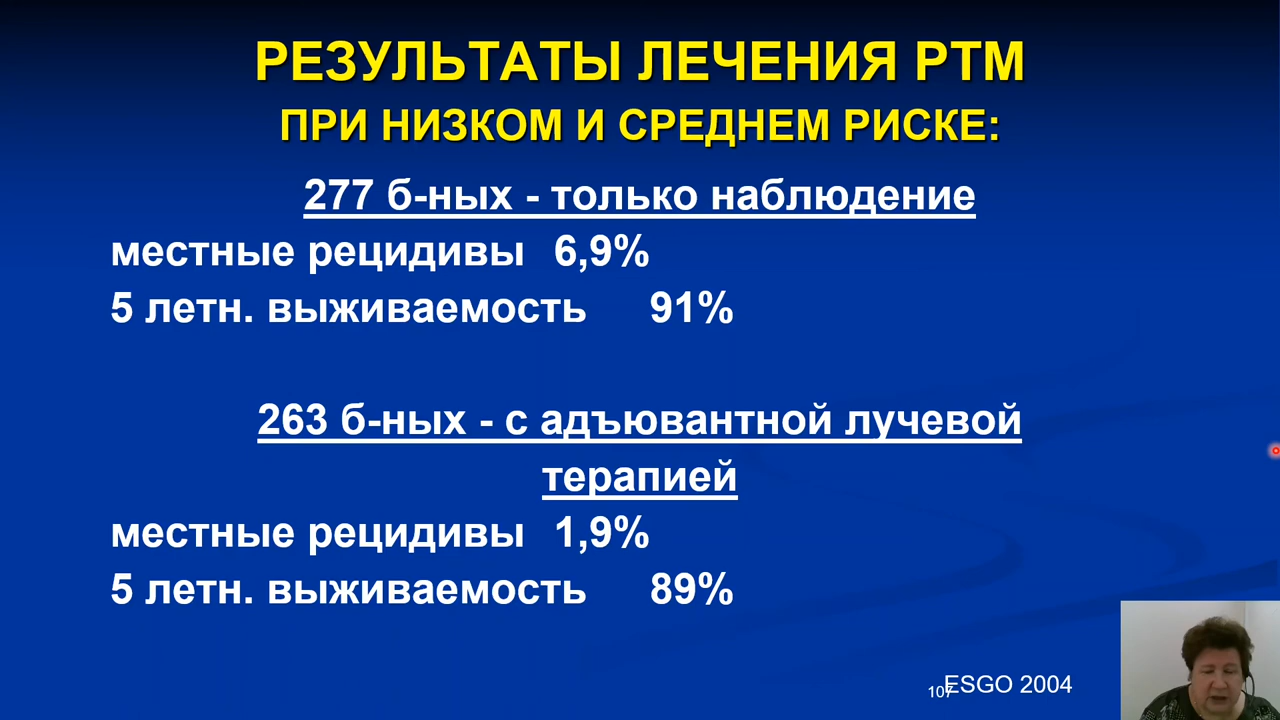 РЕЗУЛЬТАТЫ ЛЕЧЕНИЯ РТМ
ПРИ НИЗКОМ И СРЕДНЕМ РИСКЕ:
277 б-ных - только наблюдение
местные рецидивы 6,9%
5 летн. выживаемость 91%
263 б-ных - с адъювантной лучевой
терапией
местные рецидивы 1,9%
5 летн. выживаемость 89%
107
ESGO 2004